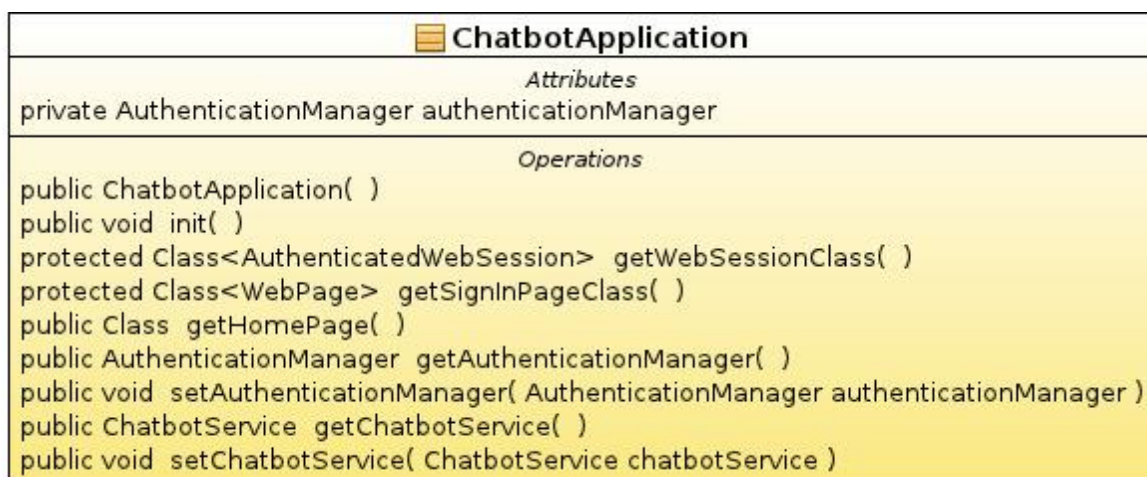 ChatbotApplication
Attributes
private AuthenticationManager authenticationManager
Operations
public ChatbotApplication( )
public void init( )
protected Class<AuthenticatedWebSession> getWebSessionClass( )
protected Class<WebPage> getSignInPageClass( )
public Class getHomePage( )
public AuthenticationManager getAuthenticationManager( )
public void setAuthenticationManager( AuthenticationManager authenticationManager )
public ChatbotService getChatbotService( )
public void setChatbotService( ChatbotService chatbotService )